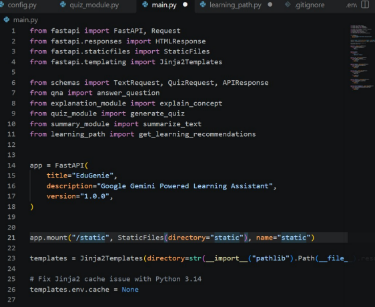 config.py quiz_module.py main.py learning_path.py .gitignore .em
main.py
1 from fastapi import FastAPI, Request
2 from fastapi.responses import HTMLResponse
3 from fastapi.staticfiles import StaticFiles
4 from fastapi.templating import Jinja2Templates
5
6 from schemas import TextRequest, QuizRequest, APIResponse
7 from qna import answer_question
8 from explanation_module import explain_concept
9 from quiz_module import generate_quiz
10 from summary_module import summarize_text
11 from learning_path import get_learning_recommendations
12
13
14 app = FastAPI(
15 title="EduGenie",
16 description="Google Gemini Powered Learning Assistant",
17 version="1.0.0",
18 )
19
20
21 app.mount("/static", StaticFiles(directory="static"), name="static")
22
23 templates = Jinja2Templates(directory=str(__import__("pathlib").Path(__file_
24
25 # Fix Jinja2 cache issue with Python 3.14
26 templates.env.cache = None
27